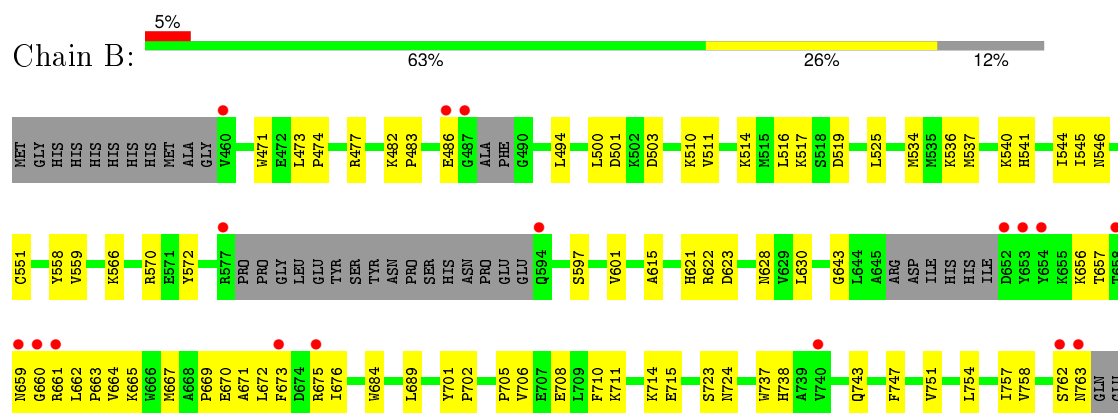 5%
Chain B:
63% 26% 12%
MET GLY HIS HIS HIS HIS HIS HIS MET ALA GLY V460 W471 E472 L473 P474 R477 K482 P483 E486 G487 ALA PHE G490 L494 L500 D501 K502 D503 K510 V511 K514 M515 L516 K517 S518 D519 L525 M534 M535 K536 M537 K540 H541 I544 I545 N546
C551 Y558 V559 K566 R570 E571 Y572 R577 PRO PRO GLY LEU GLU TYR SER TYR ASN PRO SER HIS ASN PRO GLU GLU Q594 S597 V601 A615 H621 R622 D623 N628 V629 L630 G643 L644 A645 ARG ASP ILE HIS HIS ILE D652 Y653 Y654 K655 K656 T657 T658
N659 G660 R661 L662 P663 V664 K665 W666 M667 A668 P669 E670 A671 L672 F673 D674 R675 I676 W684 L689 Y701 P702 P705 V706 E707 E708 L709 F710 K711 K714 E715 S723 N724 W737 H738 A739 V740 Q743 F747 V751 L754 I757 V758 S762 N763 GLN